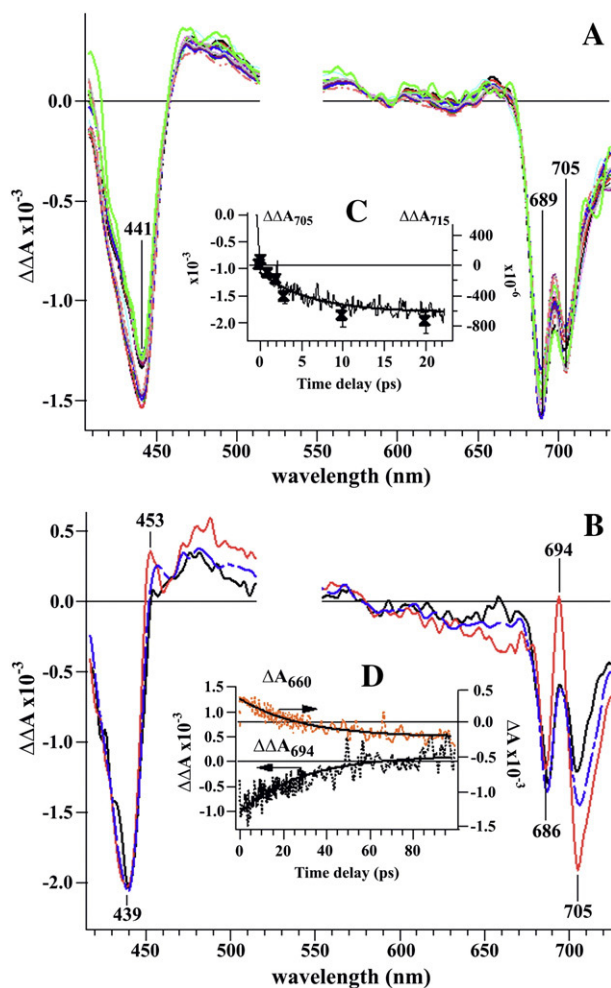 A
0.0
-0.5
-1.0
-1.5
ΔΔA x10⁻³
441
689
705
C
ΔΔA₇₀₅
ΔΔA₇₁₅
0.0
-0.5
-1.0
-1.5
-2.0
x10⁻³
400
0
-400
-800
x10⁻⁶
0 5 10 15 20
Time delay (ps)
450 500 550 600 650 700
wavelength (nm)
B
0.5
0.0
-0.5
-1.0
-1.5
-2.0
ΔΔA x10⁻³
453
439
694
686
705
D
ΔA₆₆₀
ΔΔA₆₉₄
1.5
1.0
0.5
0.0
-0.5
-1.0
ΔΔA x10⁻³
0.5
0.0
-0.5
-1.0
-1.5
ΔA x10⁻³
0 20 40 60 80
Time delay (ps)
450 500 550 600 650 700
wavelength (nm)